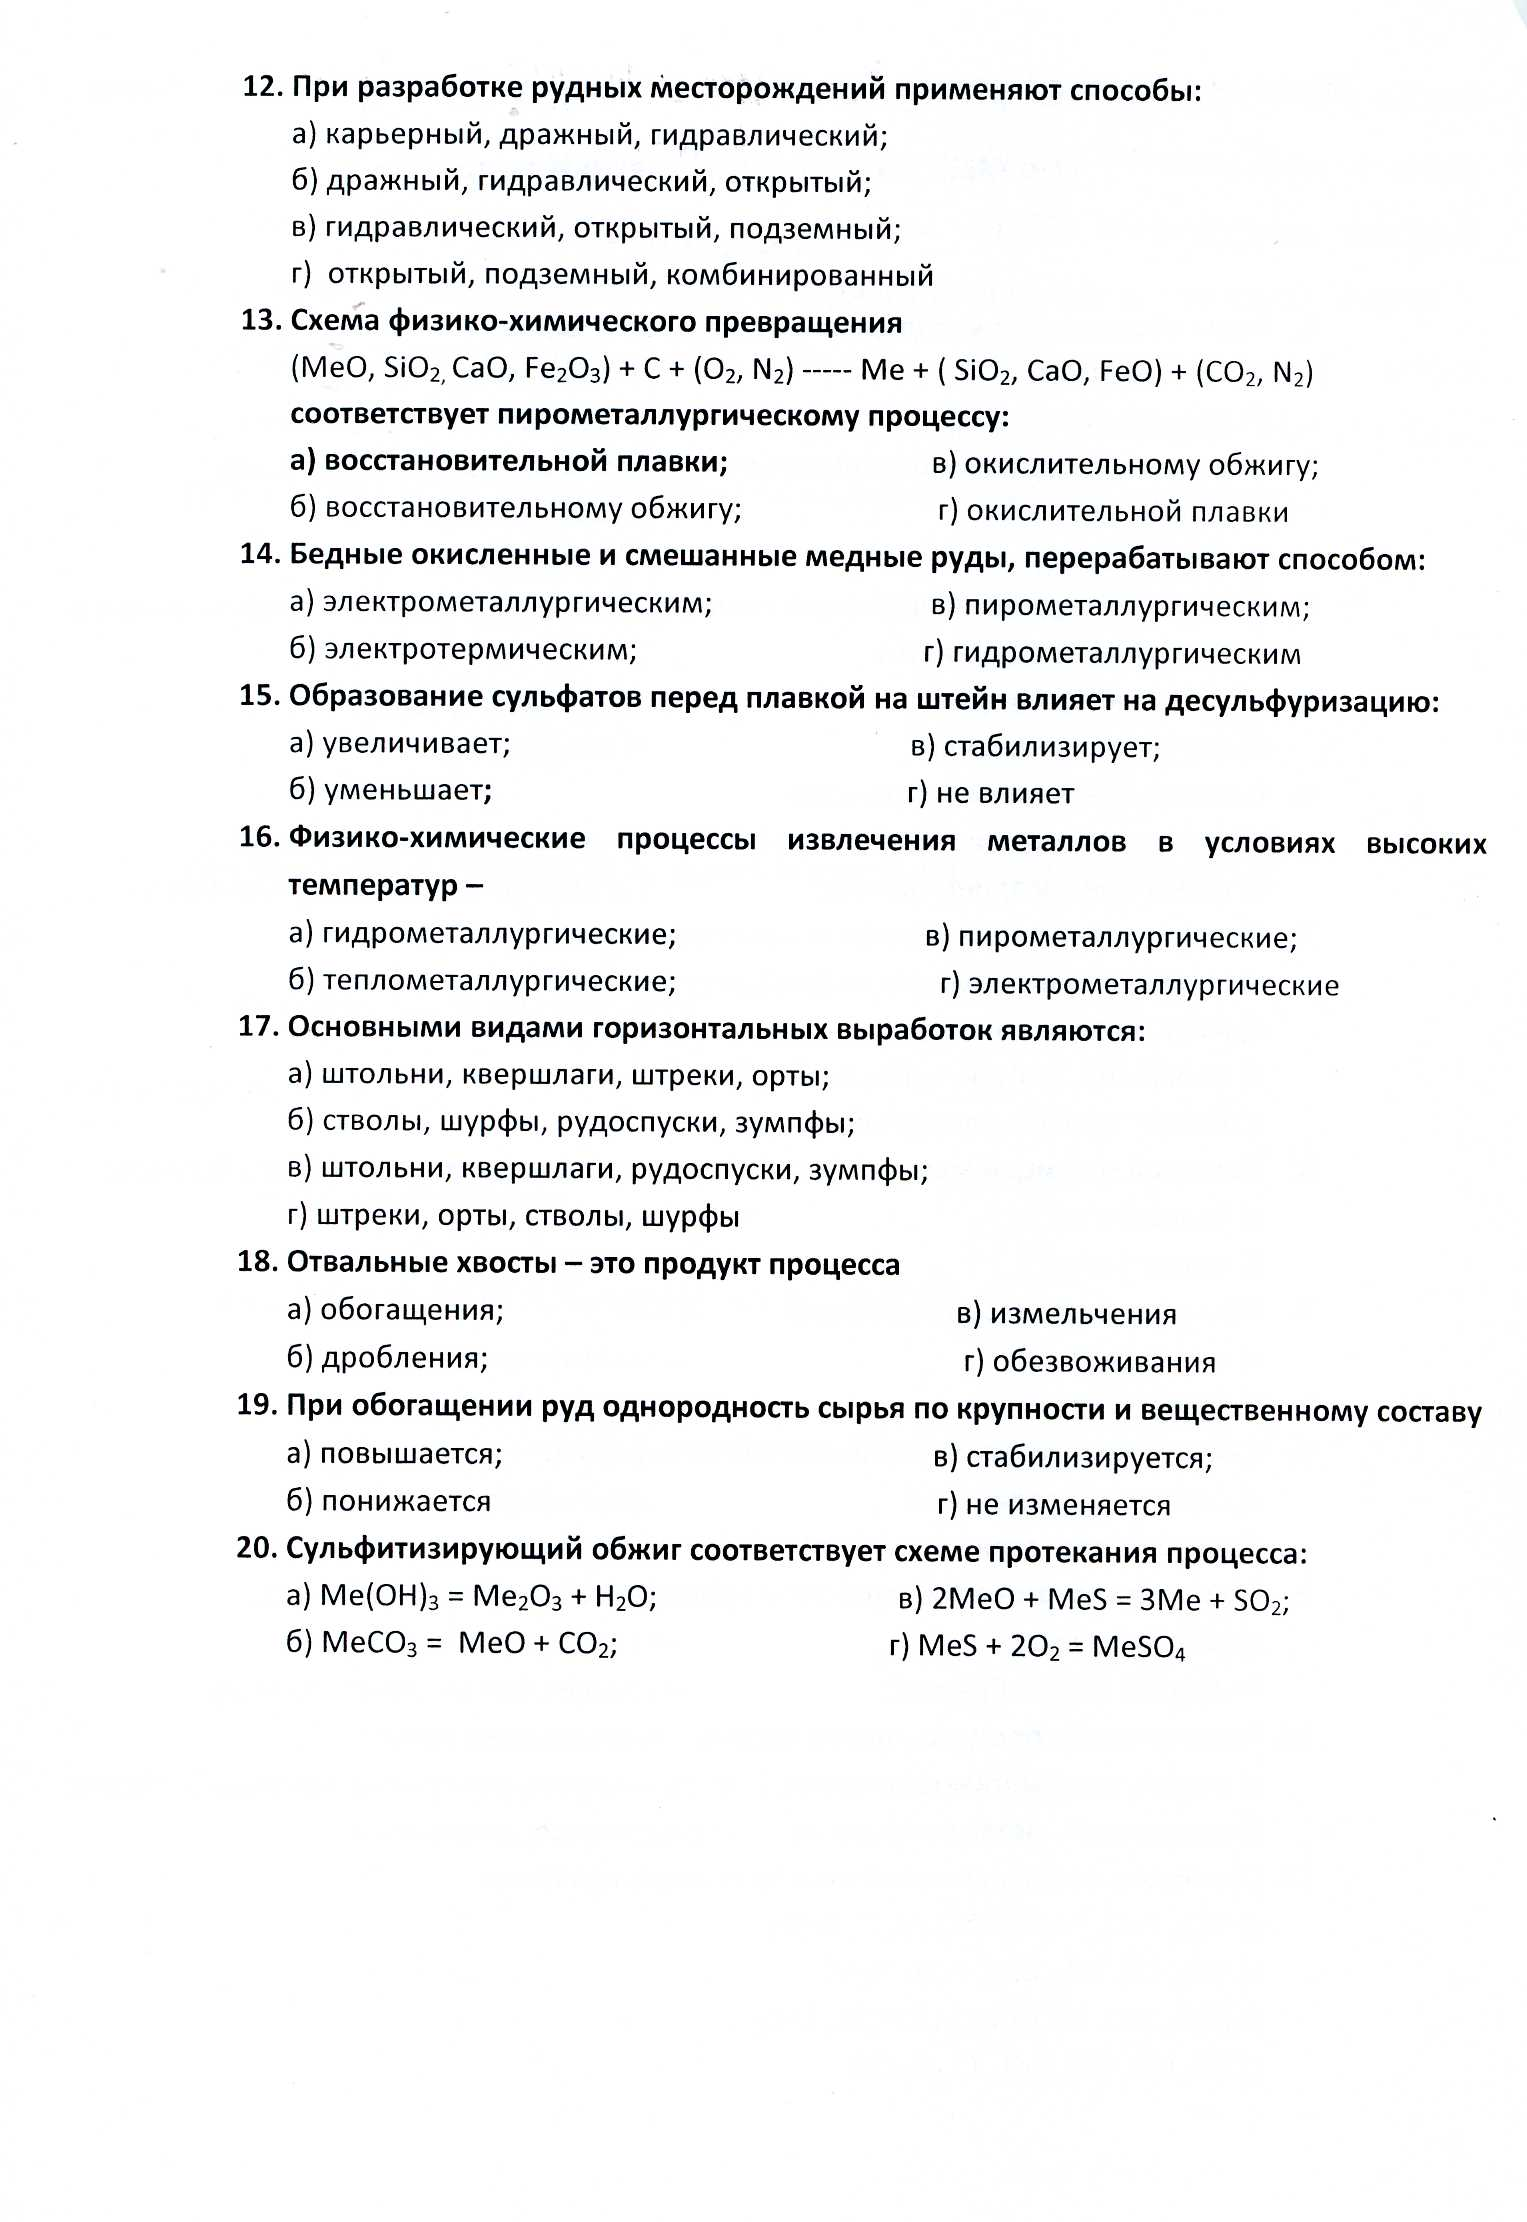 12. При разработке рудных месторождений применяют способы:
а) карьерный, дражный, гидравлический;
б) дражный, гидравлический, открытый;
в) гидравлический, открытый, подземный;
г) открытый, подземный, комбинированный
13. Схема физико-химического превращения
(MeO, SiO₂, CaO, Fe₂O₃) + C + (O₂, N₂) ----- Me + ( SiO₂, CaO, FeO) + (CO₂, N₂)
соответствует пирометаллургическому процессу:
а) восстановительной плавки; в) окислительному обжигу;
б) восстановительному обжигу; г) окислительной плавки
14. Бедные окисленные и смешанные медные руды, перерабатывают способом:
а) электрометаллургическим; в) пирометаллургическим;
б) электротермическим; г) гидрометаллургическим
15. Образование сульфатов перед плавкой на штейн влияет на десульфуризацию:
а) увеличивает; в) стабилизирует;
б) уменьшает; г) не влияет
16. Физико-химические процессы извлечения металлов в условиях высоких
температур –
а) гидрометаллургические; в) пирометаллургические;
б) теплометаллургические; г) электрометаллургические
17. Основными видами горизонтальных выработок являются:
а) штольни, квершлаги, штреки, орты;
б) стволы, шурфы, рудоспуски, зумпфы;
в) штольни, квершлаги, рудоспуски, зумпфы;
г) штреки, орты, стволы, шурфы
18. Отвальные хвосты – это продукт процесса
а) обогащения; в) измельчения
б) дробления; г) обезвоживания
19. При обогащении руд однородность сырья по крупности и вещественному составу
а) повышается; в) стабилизируется;
б) понижается г) не изменяется
20. Сульфитизирующий обжиг соответствует схеме протекания процесса:
а) Me(OH)₃ = Me₂O₃ + H₂O; в) 2MeO + MeS = 3Me + SO₂;
б) MeCO₃ = MeO + CO₂; г) MeS + 2O₂ = MeSO₄